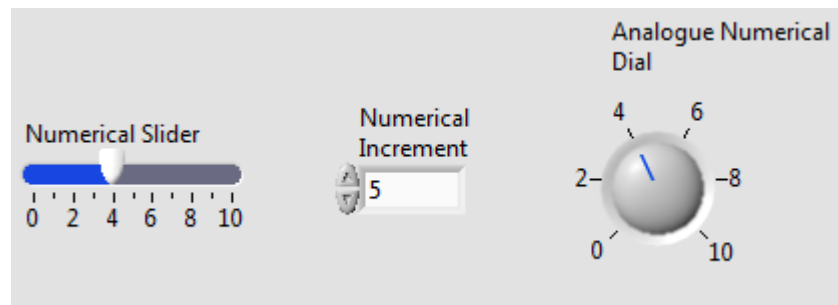 Analogue Numerical
Dial
Numerical Slider
0 2 4 6 8 10
Numerical
Increment
5
4 6
2 8
0 10